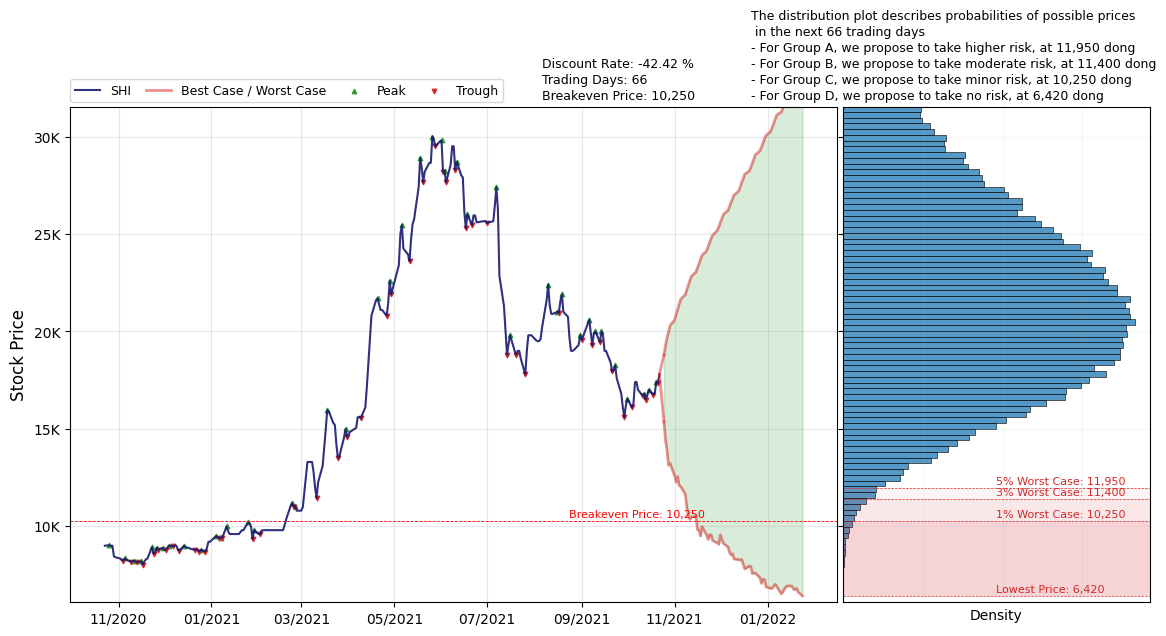 The distribution plot describes probabilities of possible prices
in the next 66 trading days
- For Group A, we propose to take higher risk, at 11,950 dong
- For Group B, we propose to take moderate risk, at 11,400 dong
- For Group C, we propose to take minor risk, at 10,250 dong
- For Group D, we propose to take no risk, at 6,420 dong
Discount Rate: -42.42 %
Trading Days: 66
Breakeven Price: 10,250
SHI
Best Case / Worst Case
Peak
Trough
Stock Price
30K
25K
20K
15K
10K
Breakeven Price: 10,250
11/2020
01/2021
03/2021
05/2021
07/2021
09/2021
11/2021
01/2022
5% Worst Case: 11,950
3% Worst Case: 11,400
1% Worst Case: 10,250
Lowest Price: 6,420
Density